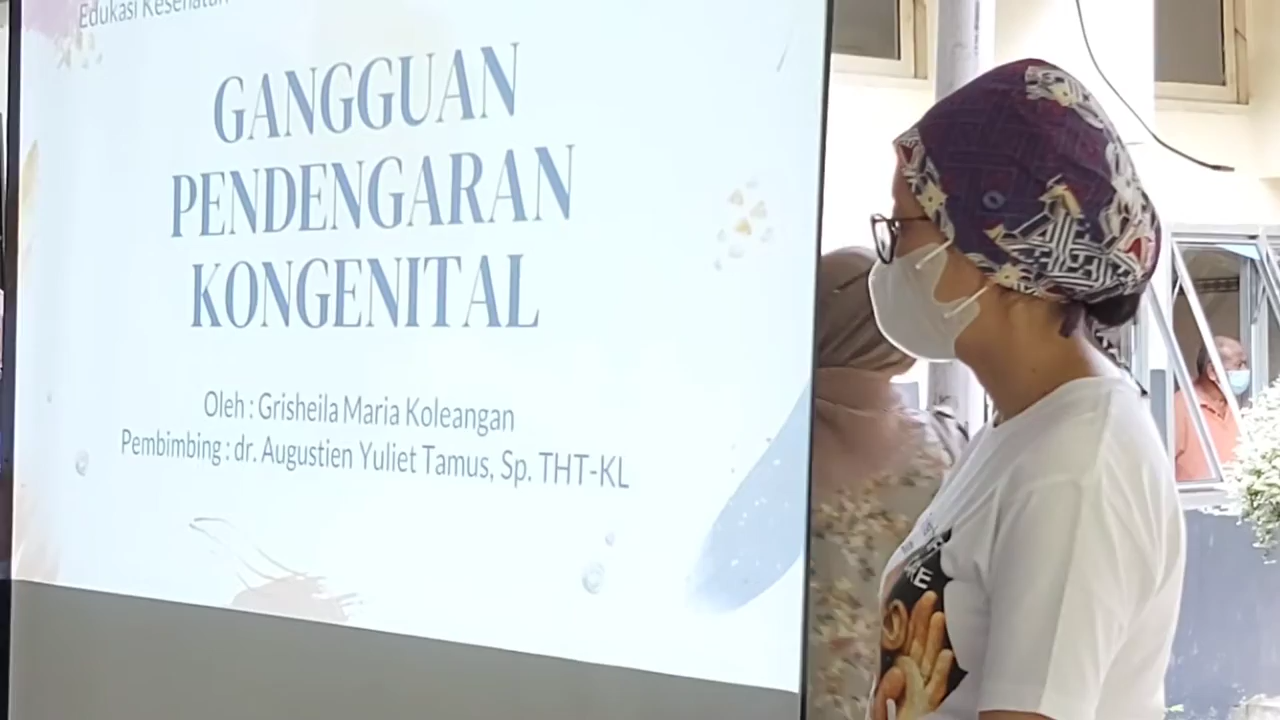 Edukasi Kesehatan
GANGGUAN
PENDENGARAN
KONGENITAL
Oleh : Grisheila Maria Koleangan
Pembimbing : dr. Augustien Yuliet Tamus, Sp. THT-KL